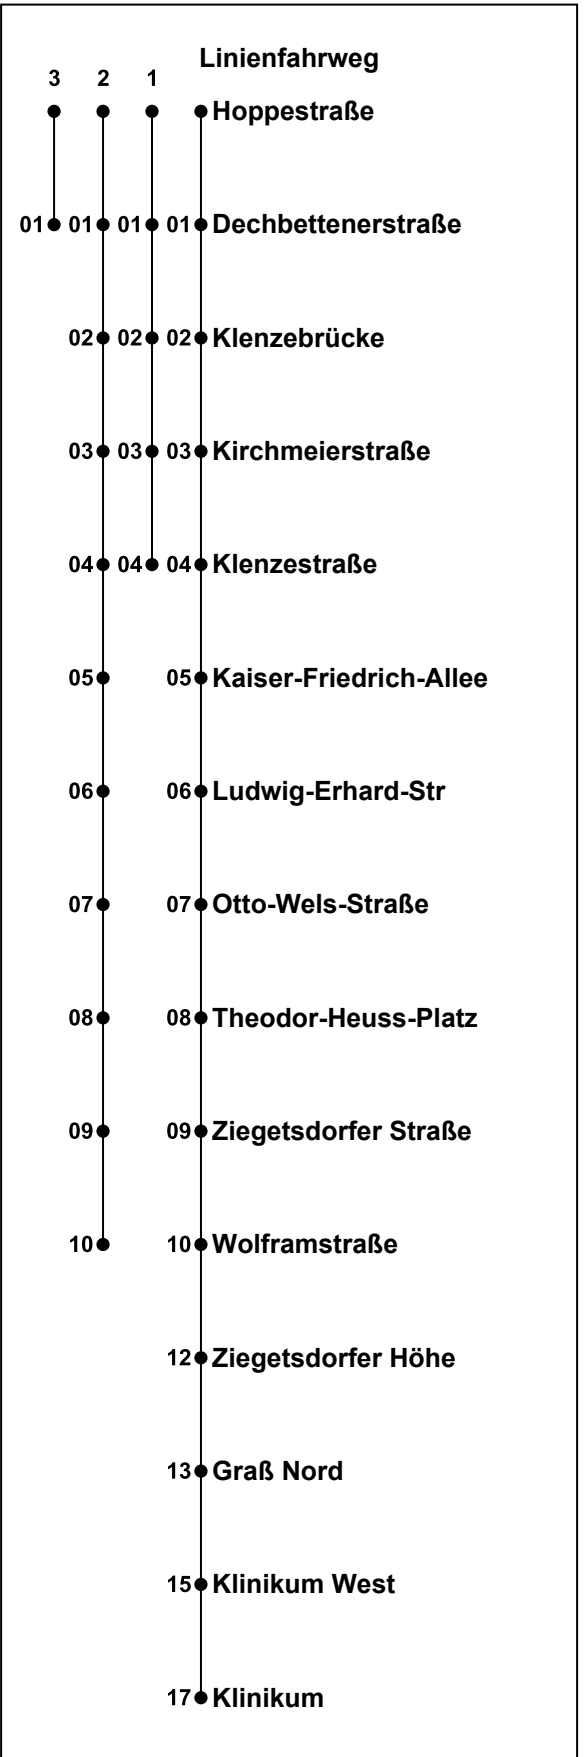 Linienfahrweg
3 2 1
Hoppestraße
01 01 01 01 Dechbettenerstraße
02 02 02 Klenzebrücke
03 03 03 Kirchmeierstraße
04 04 04 Klenzestraße
05 05 Kaiser-Friedrich-Allee
06 06 Ludwig-Erhard-Str
07 07 Otto-Wels-Straße
08 08 Theodor-Heuss-Platz
09 09 Ziegetsdorfer Straße
10 10 Wolframstraße
12 Ziegetsdorfer Höhe
13 Graß Nord
15 Klinikum West
17 Klinikum